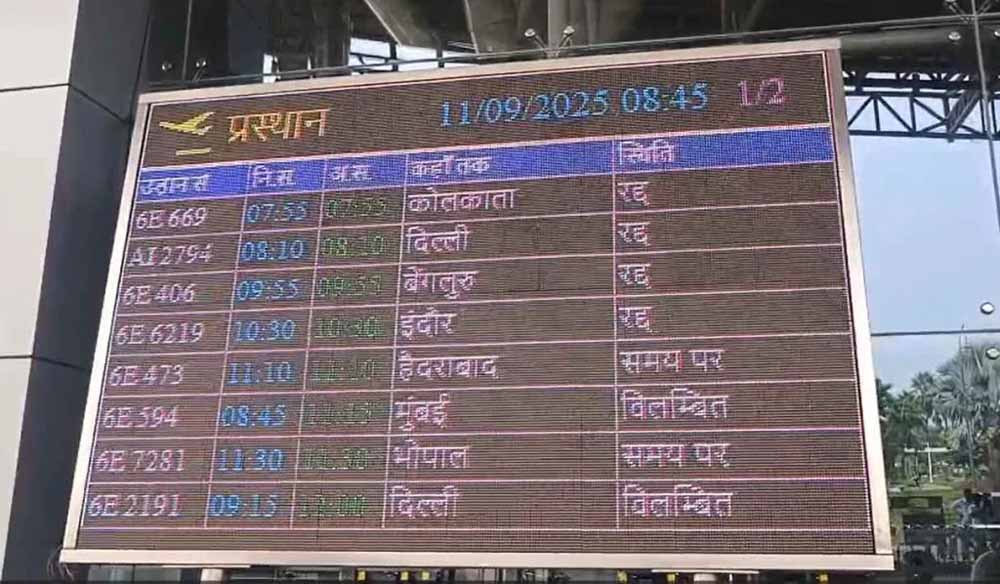 प्रस्थान 11/09/2025 08:45 1/2
उड़ान सं नि.स. अ.स. कहाँ तक स्थिति
6E 669 07:55 07:55 कोलकाता रद्द
AI 2794 08:10 08:10 दिल्ली रद्द
6E 406 09:55 09:55 बेंगलुरु रद्द
6E 6219 10:30 10:30 इंदौर रद्द
6E 473 11:10 11:10 हैदराबाद समय पर
6E 594 08:45 मुंबई विलम्बित
6E 7281 11:30 11:30 भोपाल समय पर
6E 2191 09:15 12:00 दिल्ली विलम्बित